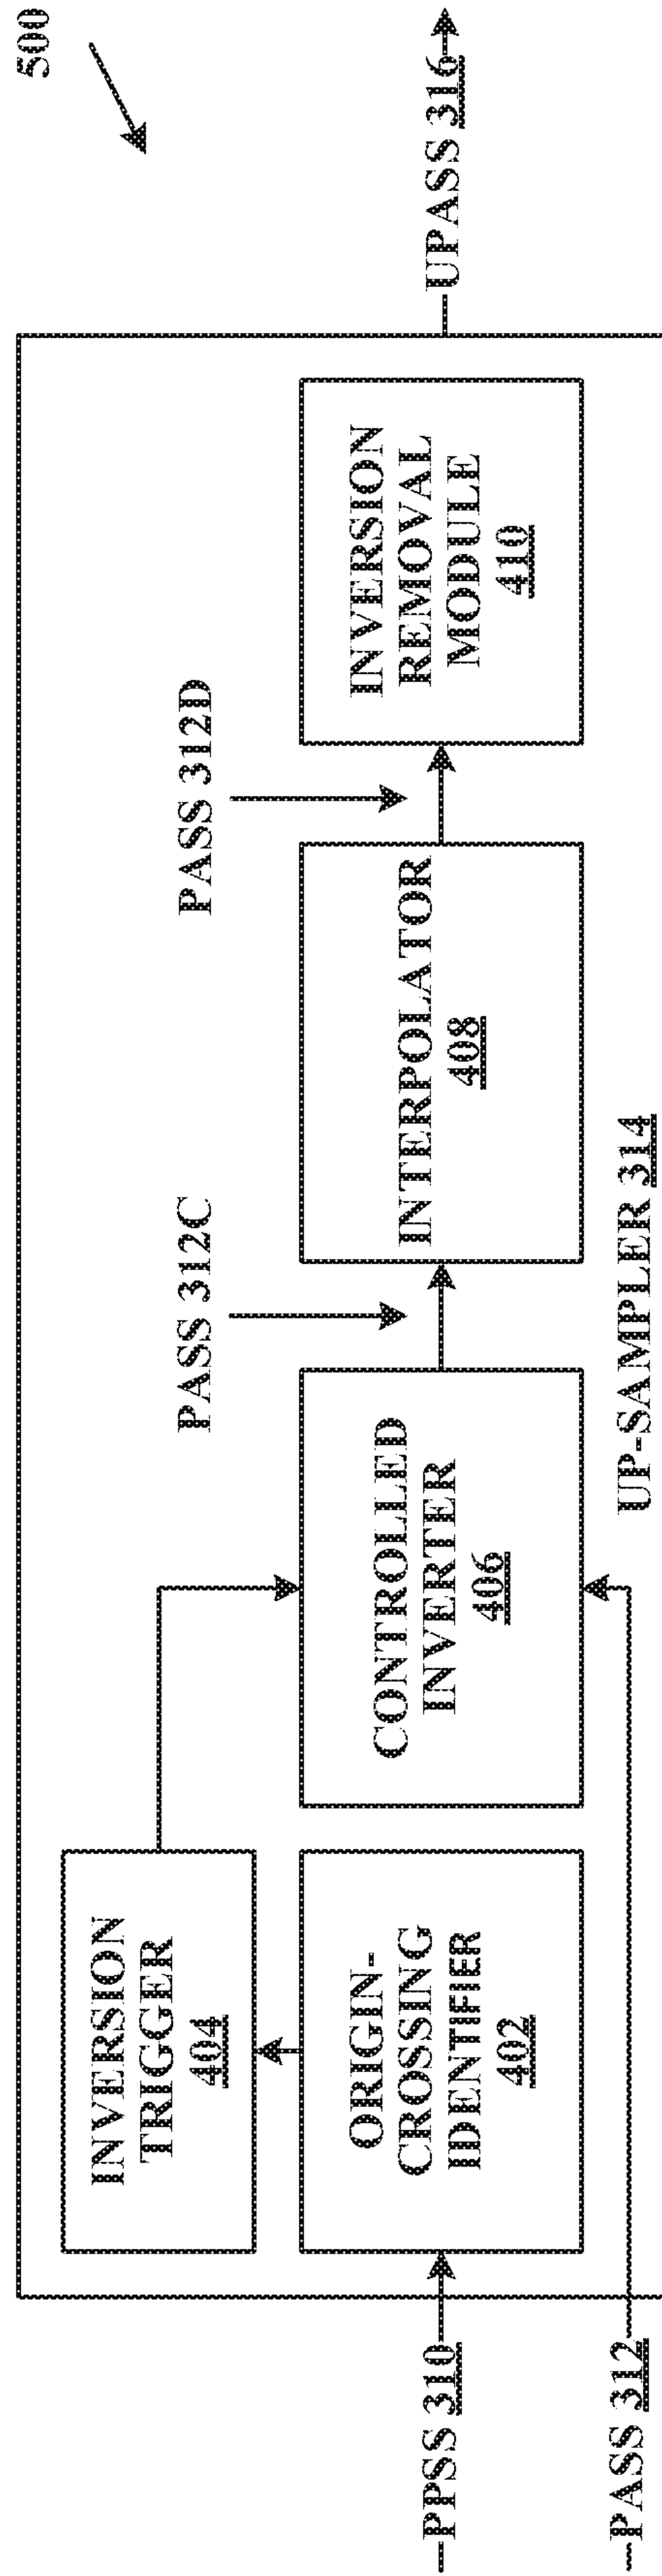 500
PPSS 310
PASS 312
INVERSION
TRIGGER
404
ORIGIN-
CROSSING
IDENTIFIER
402
CONTROLLED
INVERTER
406
PASS 312C
INTERPOLATOR
408
PASS 312D
INVERSION
REMOVAL
MODULE
410
UP-SAMPLER 314
UPASS 316